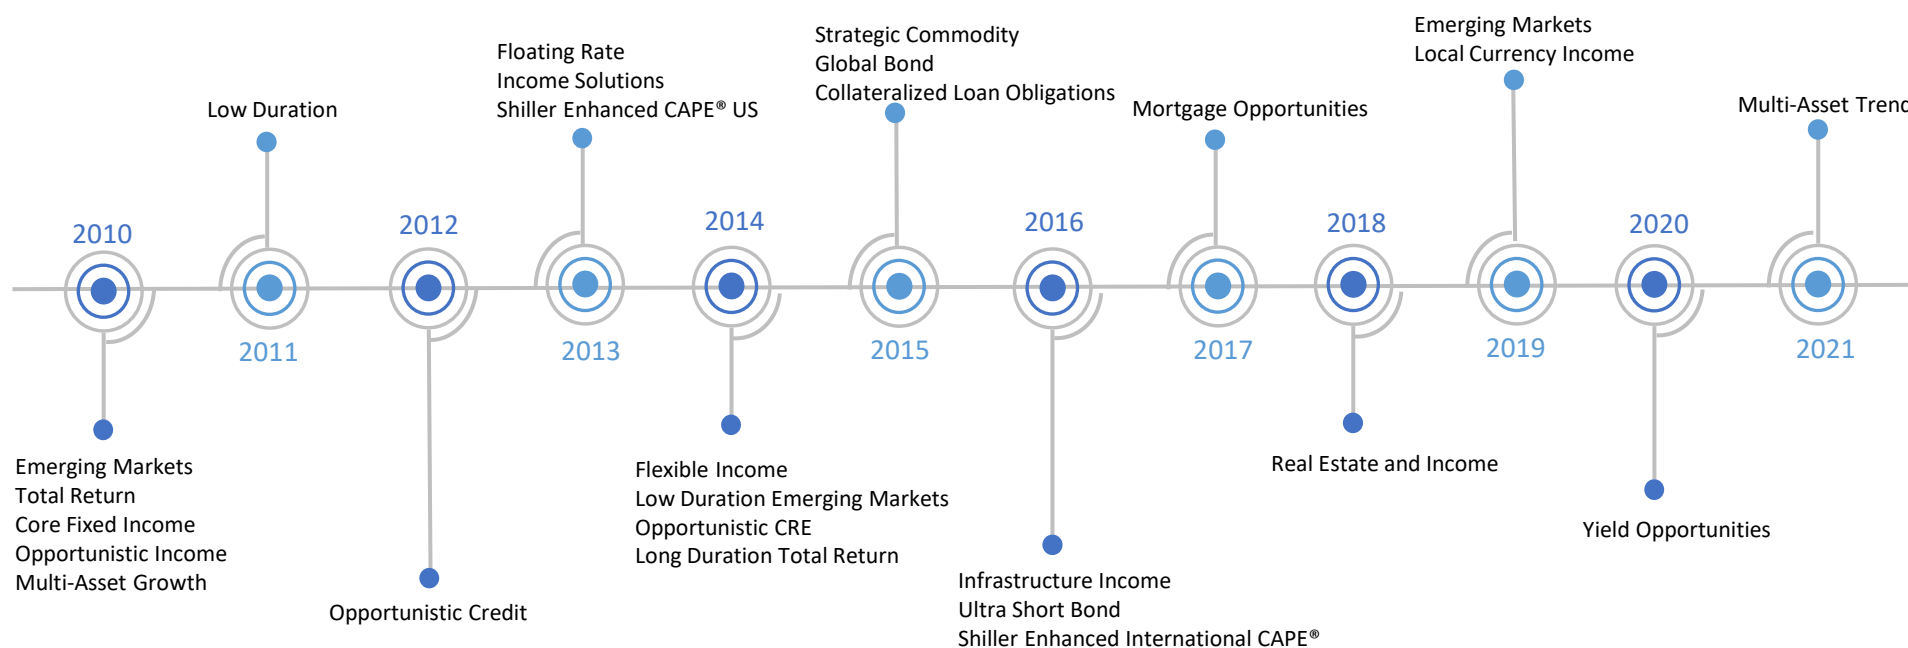 Emerging Markets
Local Currency Income
Strategic Commodity
Global Bond
Collateralized Loan Obligations
Floating Rate
Income Solutions
Shiller Enhanced CAPE® US
Low Duration
Mortgage Opportunities
Multi-Asset Trend
2010
2012
2014
2016
2018
2020
2011
2013
2015
2017
2019
2021
Emerging Markets
Total Return
Core Fixed Income
Opportunistic Income
Multi-Asset Growth
Opportunistic Credit
Flexible Income
Low Duration Emerging Markets
Opportunistic CRE
Long Duration Total Return
Infrastructure Income
Ultra Short Bond
Shiller Enhanced International CAPE®
Real Estate and Income
Yield Opportunities